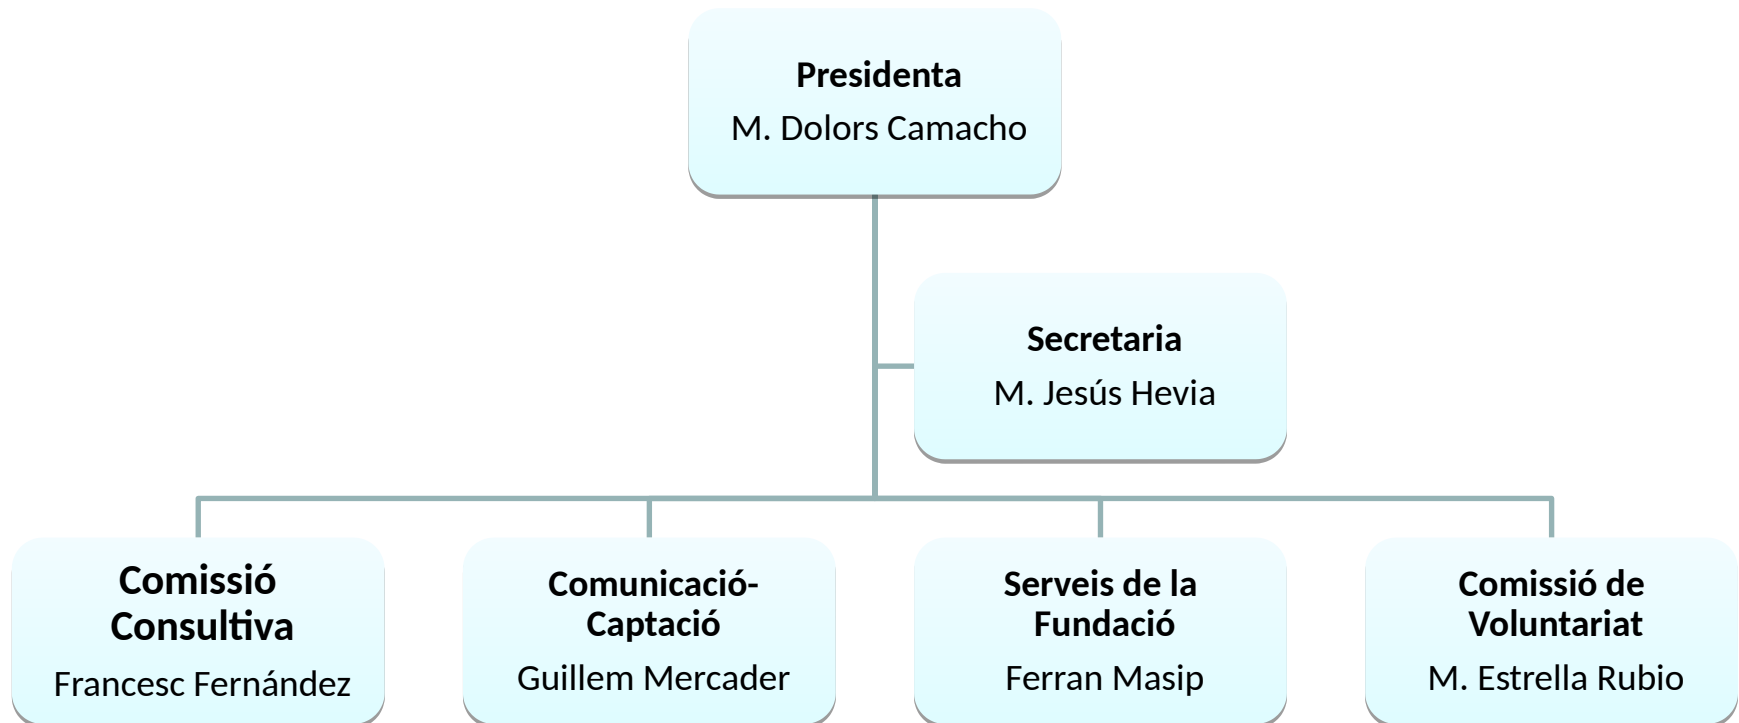 Presidenta
M. Dolors Camacho
Secretaria
M. Jesús Hevia
Comissió
Consultiva
Francesc Fernández
Comunicació-
Captació
Guillem Mercader
Serveis de la
Fundació
Ferran Masip
Comissió de
Voluntariat
M. Estrella Rubio